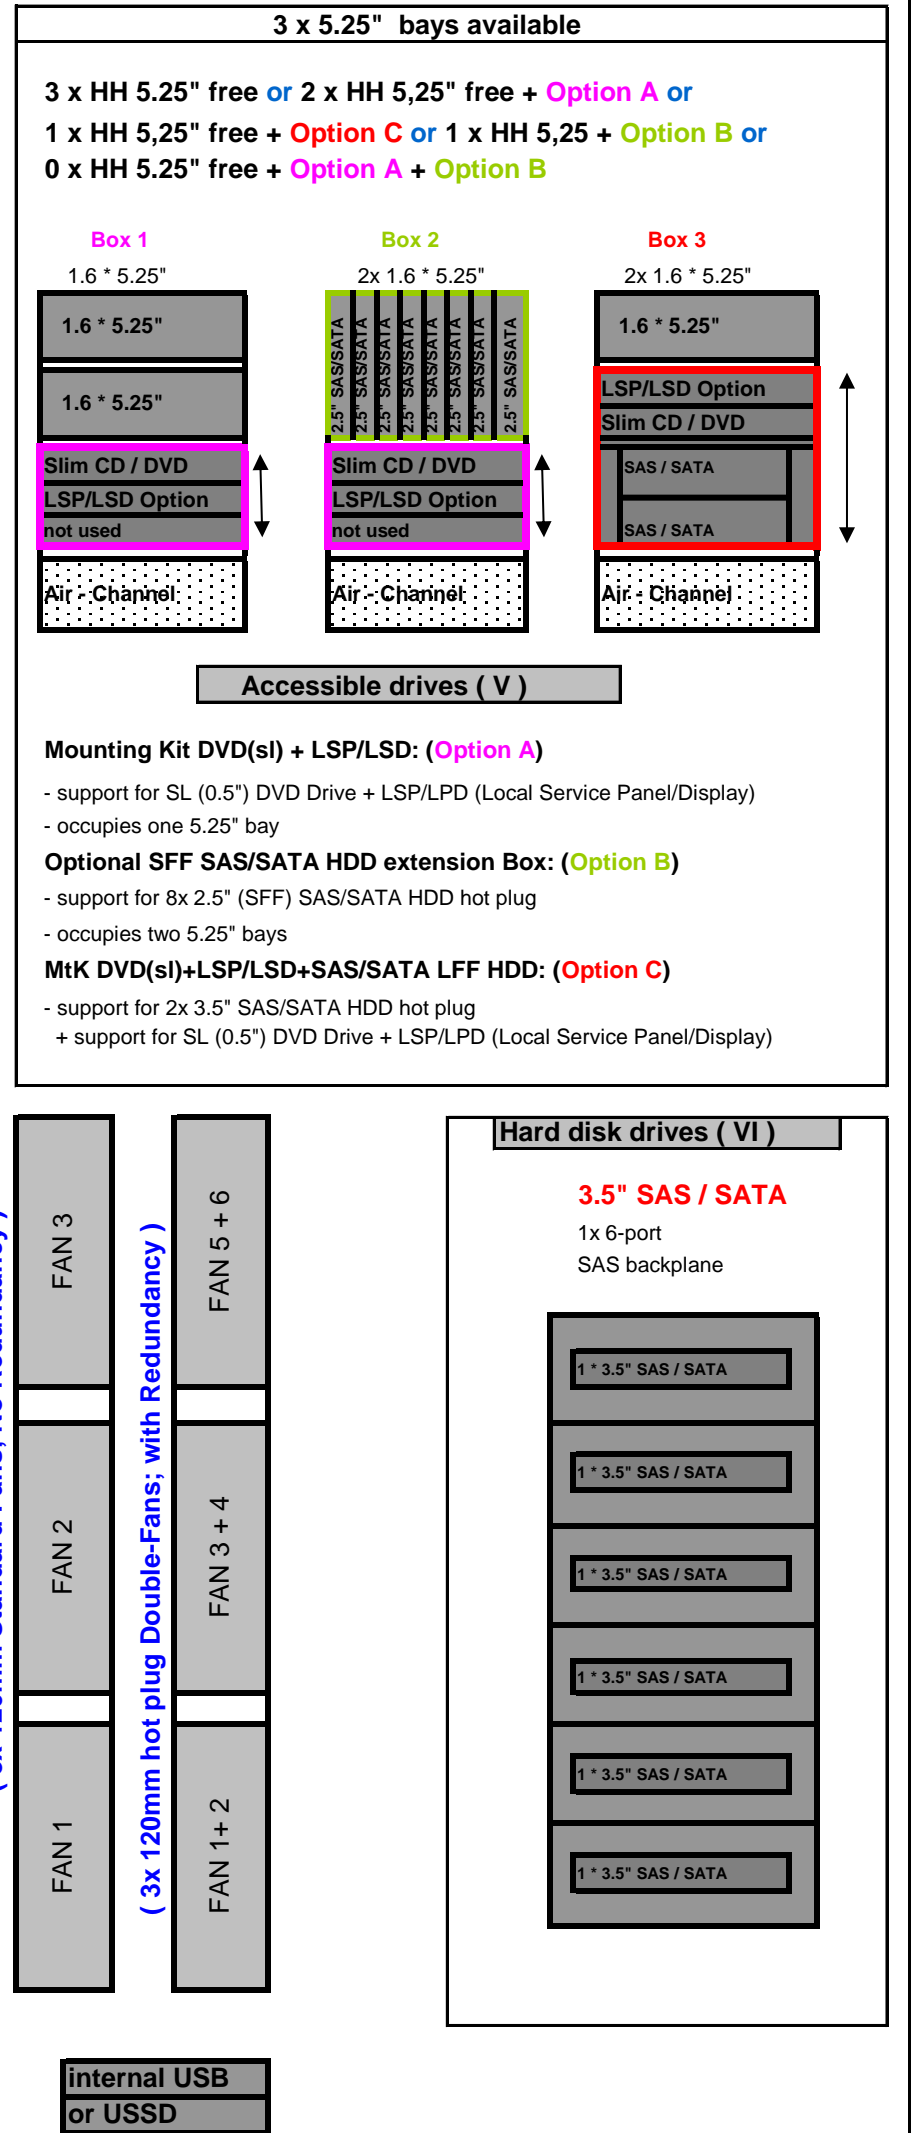 3 x 5.25" bays available
3 x HH 5.25" free or 2 x HH 5,25" free + Option A or
1 x HH 5,25" free + Option C or 1 x HH 5,25 + Option B or
0 x HH 5.25" free + Option A + Option B
Box 1
1.6 * 5.25"
1.6 * 5.25"
1.6 * 5.25"
Slim CD / DVD
LSP/LSD Option
not used
Air - Channel
Box 2
2x 1.6 * 5.25"
2.5" SAS/SATA
2.5" SAS/SATA
2.5" SAS/SATA
2.5" SAS/SATA
2.5" SAS/SATA
2.5" SAS/SATA
2.5" SAS/SATA
2.5" SAS/SATA
Slim CD / DVD
LSP/LSD Option
not used
Air - Channel
Box 3
2x 1.6 * 5.25"
1.6 * 5.25"
LSP/LSD Option
Slim CD / DVD
SAS / SATA
SAS / SATA
Air - Channel
Accessible drives ( V )
Mounting Kit DVD(sl) + LSP/LSD: (Option A)
- support for SL (0.5") DVD Drive + LSP/LPD (Local Service Panel/Display)
- occupies one 5.25" bay
Optional SFF SAS/SATA HDD extension Box: (Option B)
- support for 8x 2.5" (SFF) SAS/SATA HDD hot plug
- occupies two 5.25" bays
MtK DVD(sl)+LSP/LSD+SAS/SATA LFF HDD: (Option C)
- support for 2x 3.5" SAS/SATA HDD hot plug
+ support for SL (0.5") DVD Drive + LSP/LPD (Local Service Panel/Display)
FAN 3
FAN 2
FAN 1
( 3x 120mm hot plug Double-Fans; with Redundancy )
FAN 5 + 6
FAN 3 + 4
FAN 1+ 2
Hard disk drives ( VI )
3.5" SAS / SATA
1x 6-port
SAS backplane
1 * 3.5" SAS / SATA
1 * 3.5" SAS / SATA
1 * 3.5" SAS / SATA
1 * 3.5" SAS / SATA
1 * 3.5" SAS / SATA
1 * 3.5" SAS / SATA
internal USB
or USSD